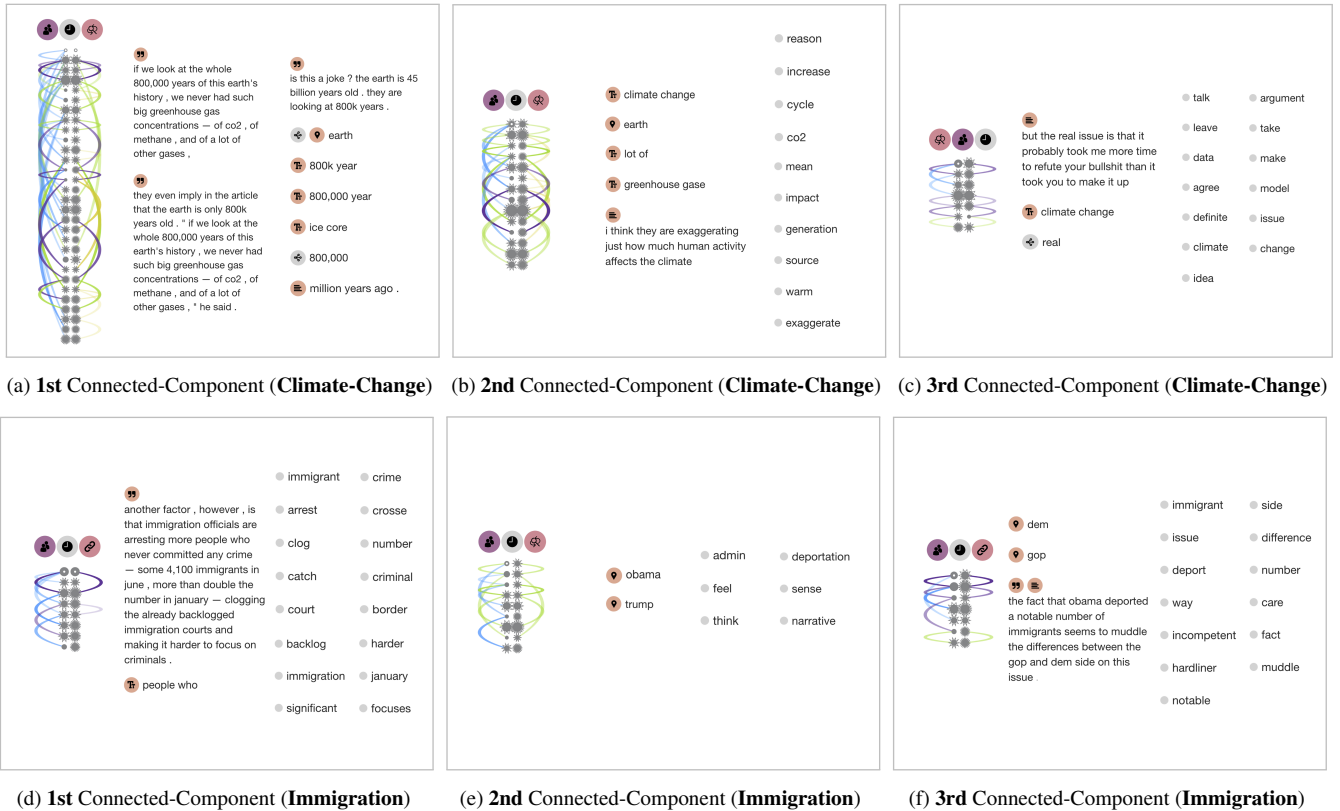 if we look at the whole
800,000 years of this earth's
history , we never had such
big greenhouse gas
concentrations — of co2 , of
methane , and of a lot of
other gases ,
they even imply in the article
that the earth is only 800k
years old . " if we look at the
whole 800,000 years of this
earth's history , we never had
such big greenhouse gas
concentrations — of co2 , of
methane , and of a lot of
other gases , " he said .
is this a joke ? the earth is 45
billion years old . they are
looking at 800k years .
earth
800k year
800,000 year
ice core
800,000
million years ago .
(a) 1st Connected-Component (Climate-Change)
climate change
earth
lot of
greenhouse gase
i think they are exaggerating
just how much human activity
affects the climate
reason
increase
cycle
co2
mean
impact
generation
source
warm
exaggerate
(b) 2nd Connected-Component (Climate-Change)
but the real issue is that it
probably took me more time
to refute your bullshit than it
took you to make it up
climate change
real
talk
leave
data
agree
definite
climate
idea
argument
take
make
model
issue
change
(c) 3rd Connected-Component (Climate-Change)
another factor , however , is
that immigration officials are
arresting more people who
never committed any crime
— some 4,100 immigrants in
june , more than double the
number in january — clogging
the already backlogged
immigration courts and
making it harder to focus on
criminals .
people who
immigrant
arrest
clog
catch
court
backlog
immigration
significant
crime
crosse
number
criminal
border
harder
january
focuses
(d) 1st Connected-Component (Immigration)
obama
trump
admin
feel
think
deportation
sense
narrative
(e) 2nd Connected-Component (Immigration)
dem
gop
the fact that obama deported
a notable number of
immigrants seems to muddle
the differences between the
gop and dem side on this
issue .
immigrant
issue
deport
way
incompetent
hardliner
notable
side
difference
number
care
fact
muddle
(f) 3rd Connected-Component (Immigration)